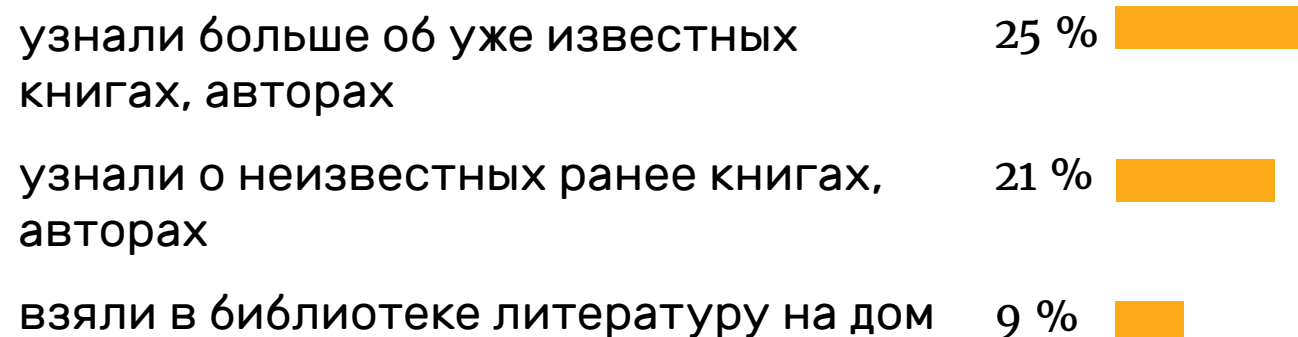 узнали больше об уже известных 25 %
книгах, авторах
узнали о неизвестных ранее книгах, 21 %
авторах
взяли в библиотеке литературу на дом 9 %